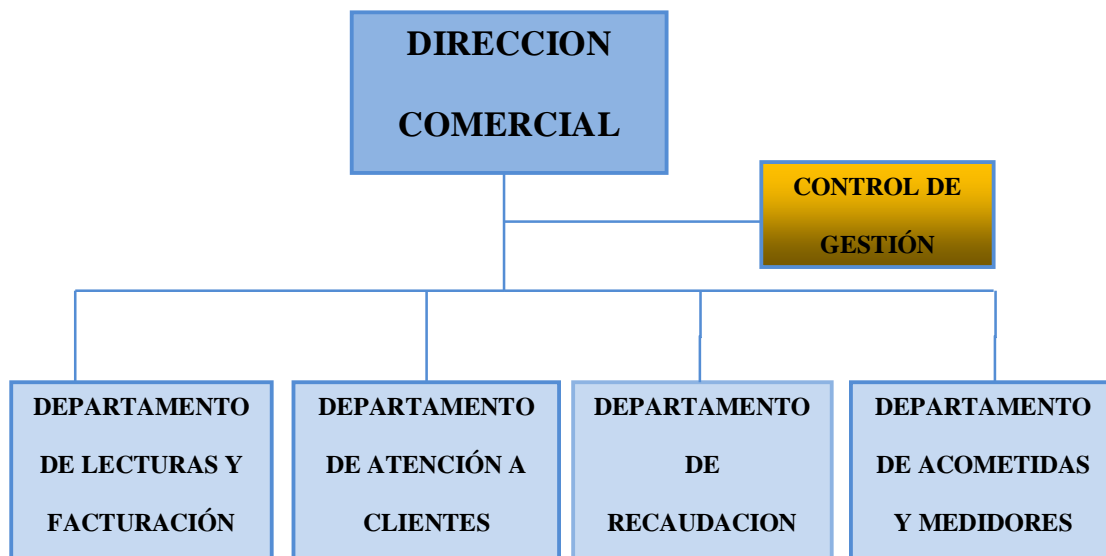 DIRECCION
COMERCIAL
CONTROL DE
GESTIÓN
DEPARTAMENTO
DE LECTURAS Y
FACTURACIÓN
DEPARTAMENTO
DE ATENCIÓN A
CLIENTES
DEPARTAMENTO
DE
RECAUDACION
DEPARTAMENTO
DE ACOMETIDAS
Y MEDIDORES